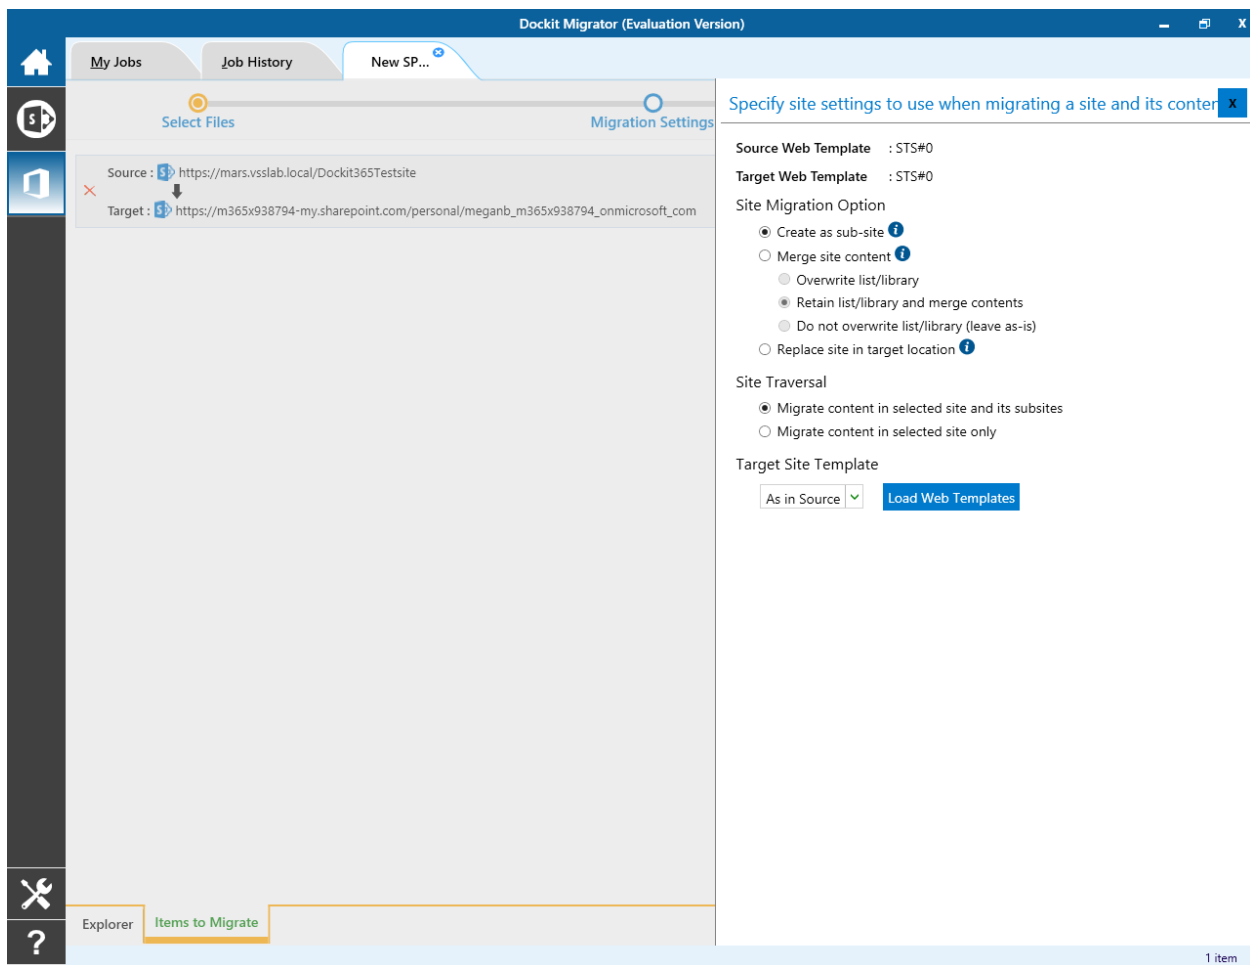 Dockit Migrator (Evaluation Version)
My Jobs
Job History
New SP...
Select Files
Migration Settings
Source : https://mars.vsslab.local/Dockit365Testsite
Target : https://m365x938794-my.sharepoint.com/personal/meganb_m365x938794_onmicrosoft_com
Specify site settings to use when migrating a site and its conter
x
Source Web Template : STS#0
Target Web Template : STS#0
Site Migration Option
Create as sub-site
Merge site content
Overwrite list/library
Retain list/library and merge contents
Do not overwrite list/library (leave as-is)
Replace site in target location
Site Traversal
Migrate content in selected site and its subsites
Migrate content in selected site only
Target Site Template
As in Source
Load Web Templates
Explorer
Items to Migrate
1 item